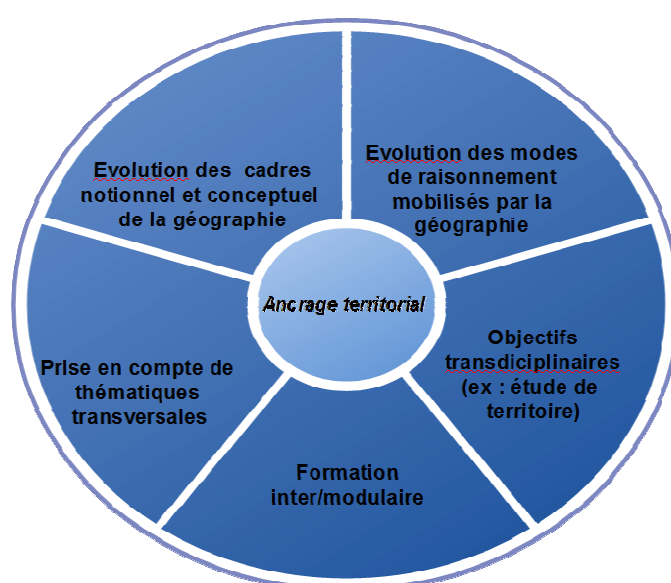 Evolution des cadres
notionnel et conceptuel
de la géographie
Evolution des modes
de raisonnement
mobilisés par la
géographie
Ancrage territorial
Prise en compte de
thématiques
transversales
Objectifs
transdiciplinaires
(ex : étude de
territoire)
Formation
inter/modulaire